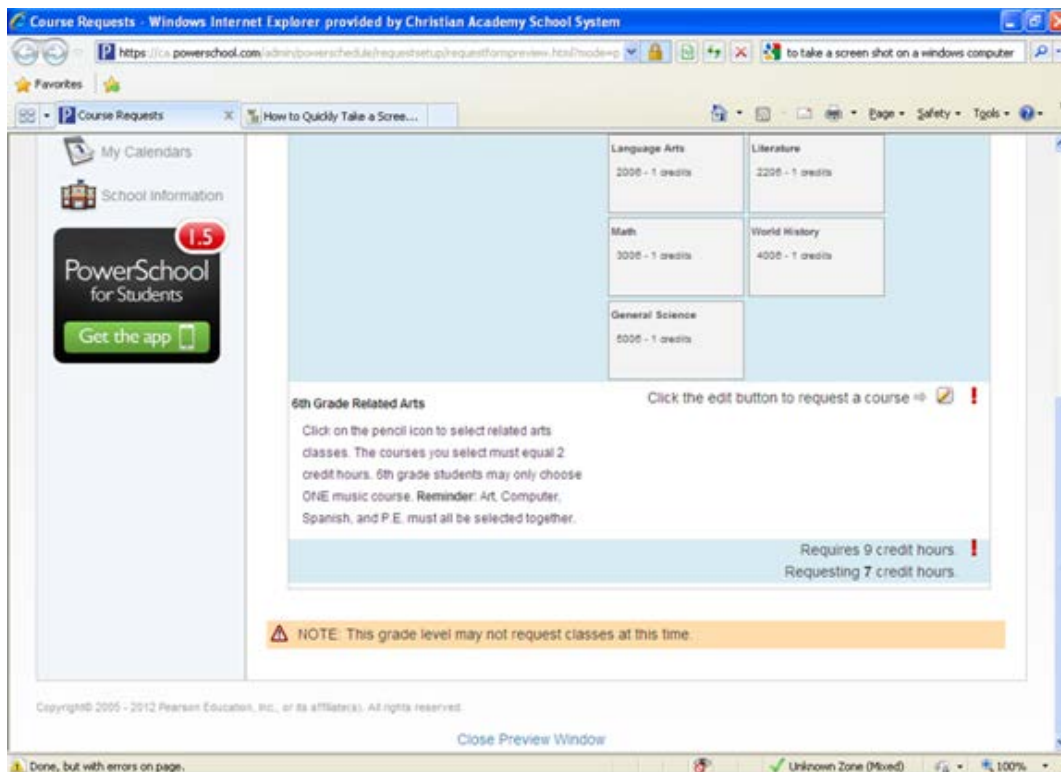 Course Requests - Windows Internet Explorer provided by Christian Academy School System
https://ca.powerschool.com/admin/powerschedule/requestsetup/requestformpreview.html?mode=p
to take a screen shot on a windows computer
Favorites
Course Requests X How to Quickly Take a Scree...
Page Safety Tools
My Calendars
School Information
1.5
PowerSchool
for Students
Get the app
Language Arts
2006 - 1 credits
Literature
2206 - 1 credits
Math
3006 - 1 credits
World History
4006 - 1 credits
General Science
5006 - 1 credits
6th Grade Related Arts
Click the edit button to request a course ⇨ !
Click on the pencil icon to select related arts
classes. The courses you select must equal 2
credit hours. 6th grade students may only choose
ONE music course. Reminder: Art, Computer,
Spanish, and P.E. must all be selected together.
Requires 9 credit hours. !
Requesting 7 credit hours.
NOTE: This grade level may not request classes at this time.
Copyright© 2005 - 2012 Pearson Education, Inc., or its affiliate(s). All rights reserved.
Close Preview Window
Done, but with errors on page. Unknown Zone (Mixed) 100%